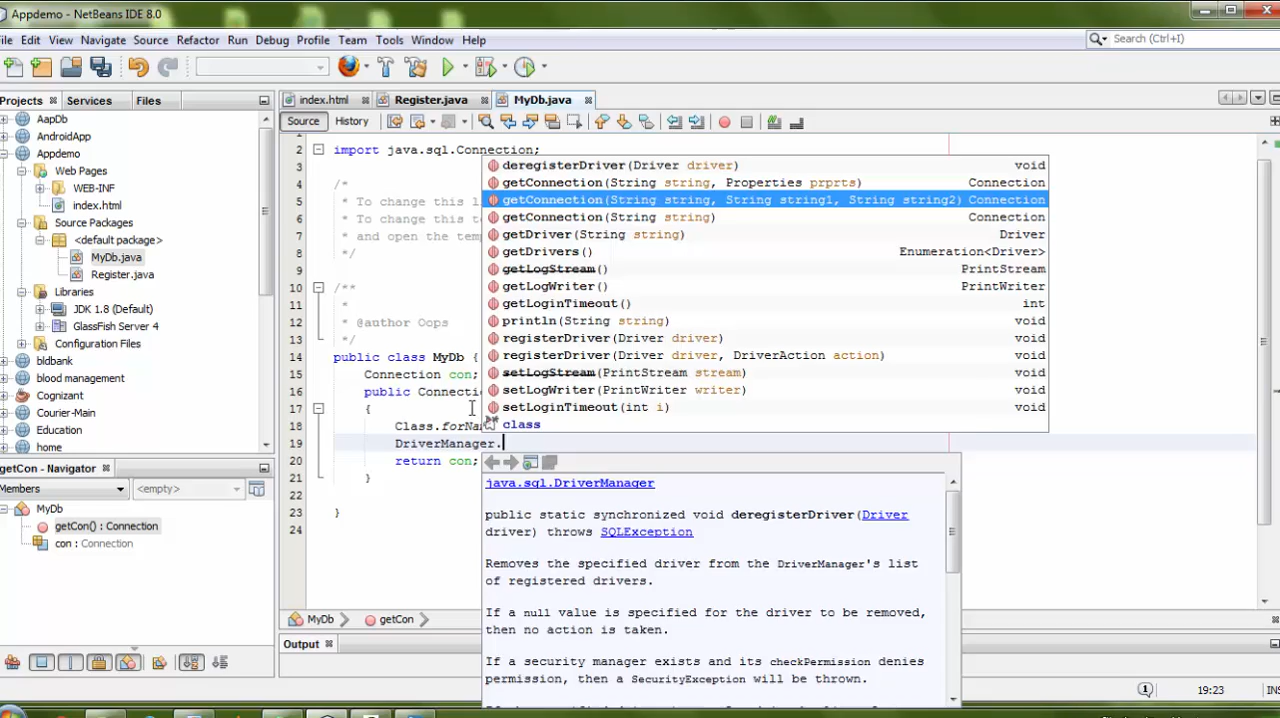 Appdemo - NetBeans IDE 8.0
File Edit View Navigate Source Refactor Run Debug Profile Team Tools Window Help
Search (Ctrl+I)
Projects Services Files
index.html Register.java MyDb.java
Source History
AapDb
AndroidApp
Appdemo
Web Pages
WEB-INF
index.html
Source Packages
<default package>
MyDb.java
Register.java
Libraries
JDK 1.8 (Default)
GlassFish Server 4
Configuration Files
bldbank
blood management
Cognizant
Courier-Main
Education
home
getCon - Navigator
Members <empty>
MyDb
getCon() : Connection
con : Connection
2 import java.sql.Connection;
3
4 /*
5 * To change this l
6 * To change this t
7 * and open the tem
8 */
9
10 /**
11 *
12 * @author Oops
13 */
14 public class MyDb {
15 Connection con;
16 public Connectio
17 {
18 Class.forNa
19 DriverManager.
20 return con;
21 }
22
23 }
24
deregisterDriver(Driver driver) void
getConnection(String string, Properties prprts) Connection
getConnection(String string, String string1, String string2) Connection
getConnection(String string) Connection
getDriver(String string) Driver
getDrivers() Enumeration<Driver>
getLogStream() PrintStream
getLogWriter() PrintWriter
getLoginTimeout() int
println(String string) void
registerDriver(Driver driver) void
registerDriver(Driver driver, DriverAction action) void
setLogStream(PrintStream stream) void
setLogWriter(PrintWriter writer) void
setLoginTimeout(int i) void
class
java.sql.DriverManager
public static synchronized void deregisterDriver(Driver
driver) throws SQLException
Removes the specified driver from the DriverManager's list
of registered drivers.
If a null value is specified for the driver to be removed,
then no action is taken.
If a security manager exists and its checkPermission denies
permission, then a SecurityException will be thrown.
MyDb getCon
Output
1 19:23 INS